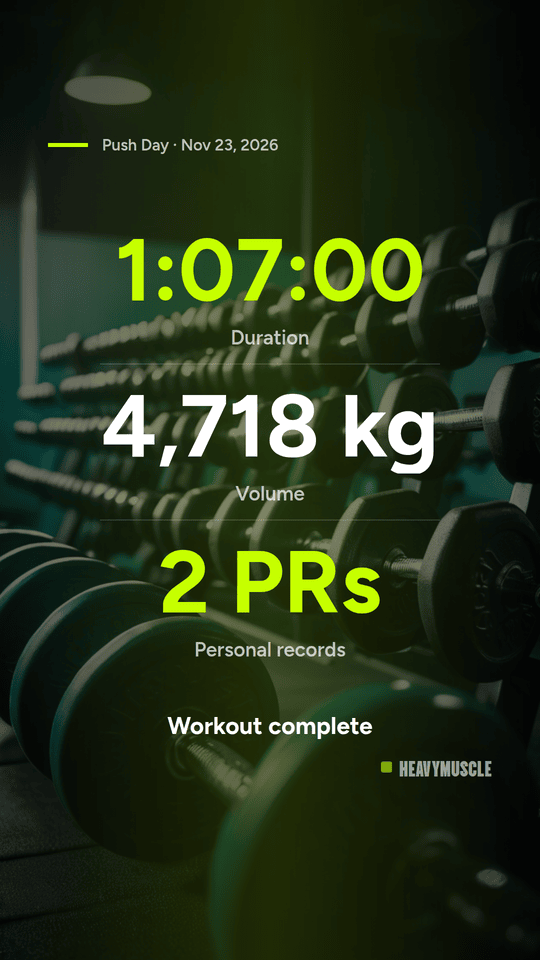 Push Day · Nov 23, 2026
1:07:00
Duration
4,718 kg
Volume
2 PRs
Personal records
Workout complete
HEAVYMUSCLE